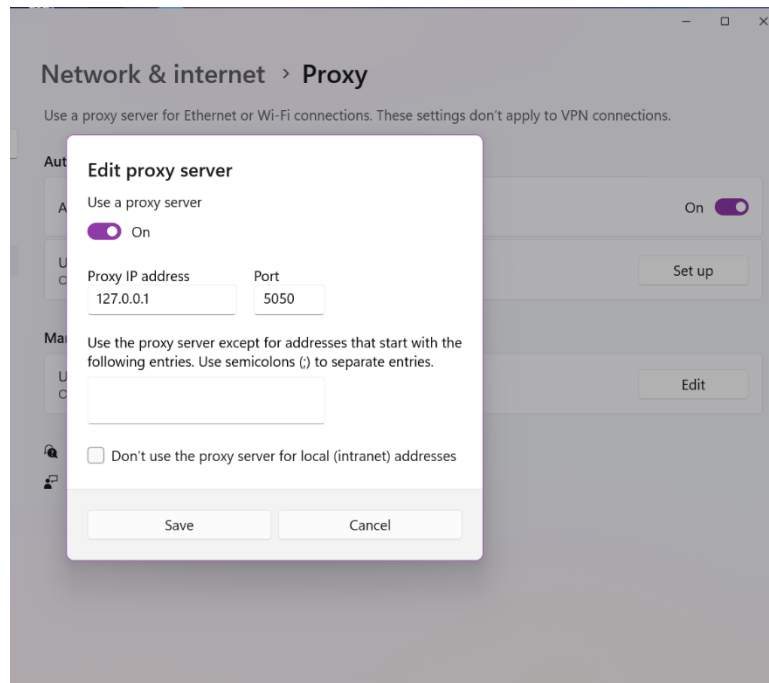 Network & internet › Proxy
Use a proxy server for Ethernet or Wi-Fi connections. These settings don't apply to VPN connections.
Aut
Edit proxy server
Use a proxy server
A
On
On
U
Proxy IP address Port
Set up
C
127.0.0.1 5050
Mai
Use the proxy server except for addresses that start with the
following entries. Use semicolons (;) to separate entries.
U
Edit
C
Don't use the proxy server for local (intranet) addresses
Save Cancel